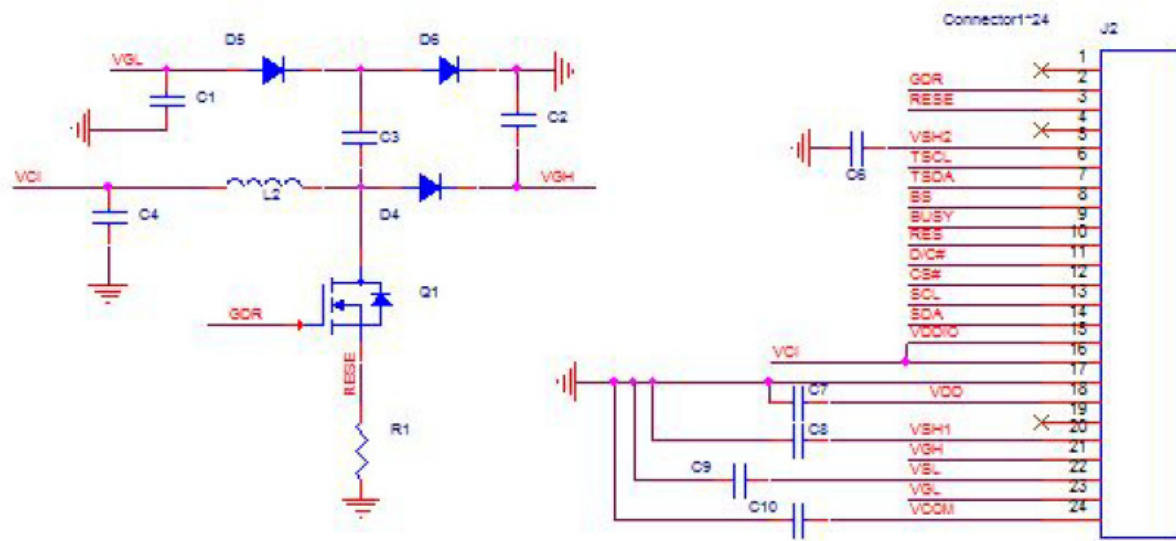 Connector1*24
J2
D5
D6
VGL
C1
C2
C3
VCI
L2
C4
D4
VGH
GDR
Q1
RESE
R1
1
GDR
2
RESE
3
4
VSH2
5
C6
TSCL
6
TSDA
7
BS
8
BUSY
9
RES
10
D/C#
11
CS#
12
SCL
13
SDA
14
VDDIO
15
VCI
16
17
C7
VDD
18
19
C8
VSH1
20
VGH
21
C9
VSL
22
VGL
23
C10
VCOM
24